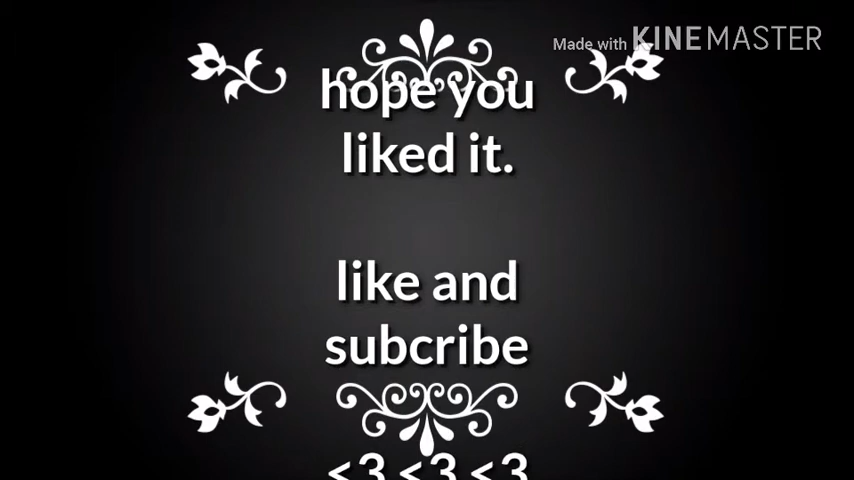 Made with KINEMASTER
hope you
liked it.
like and
subcribe
<3 <3 <3